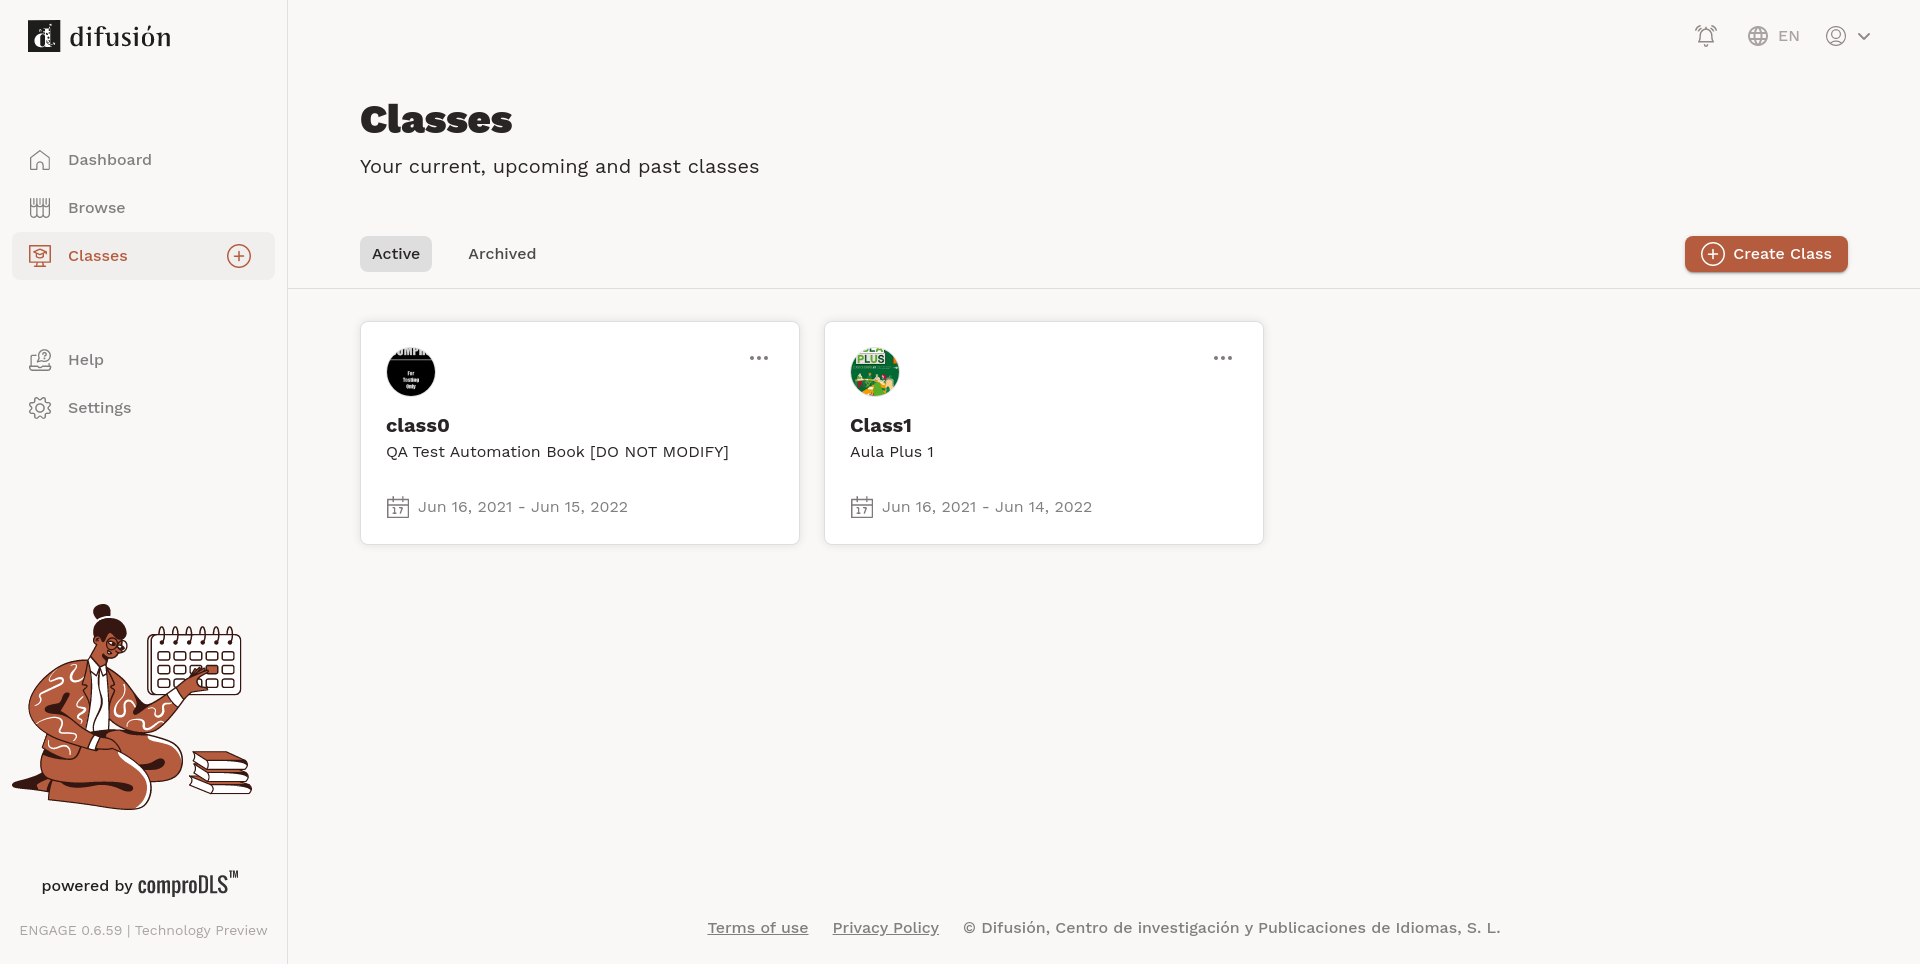 difusión
EN
Classes
Your current, upcoming and past classes
Dashboard
Browse
Classes
Help
Settings
Active
Archived
Create Class
For
Testing
Only
class0
QA Test Automation Book [DO NOT MODIFY]
17
Jun 16, 2021 - Jun 15, 2022
PLUS
Class1
Aula Plus 1
17
Jun 16, 2021 - Jun 14, 2022
powered by comproDLS™
ENGAGE 0.6.59 | Technology Preview
Terms of use
Privacy Policy
© Difusión, Centro de investigación y Publicaciones de Idiomas, S. L.